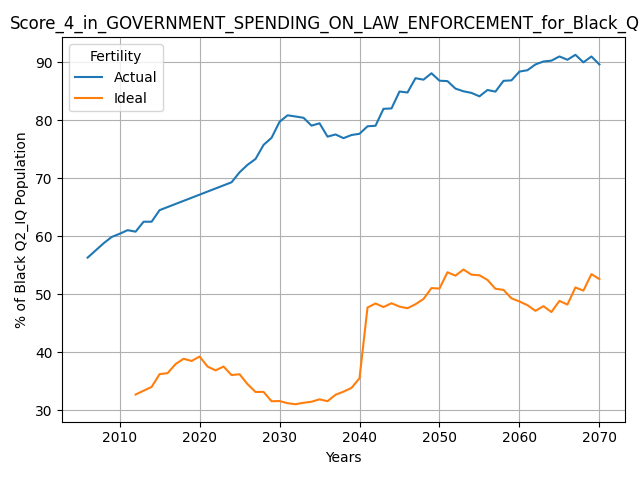 Score_4_in_GOVERNMENT_SPENDING_ON_LAW_ENFORCEMENT_for_Black_Q
Fertility
Actual
Ideal
% of Black Q2_IQ Population
90
80
70
60
50
40
30
2010 2020 2030 2040 2050 2060 2070
Years